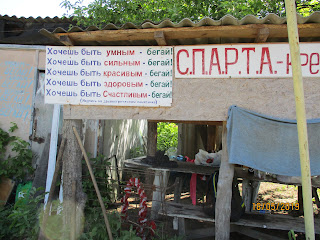 Хочешь быть умным - бегай!
Хочешь быть сильным - бегай!
Хочешь быть красивым - бегай!
Хочешь быть здоровым - бегай!
Хочешь быть Счастливым - бегай!
С.П.А.Р.Т.А.-кре